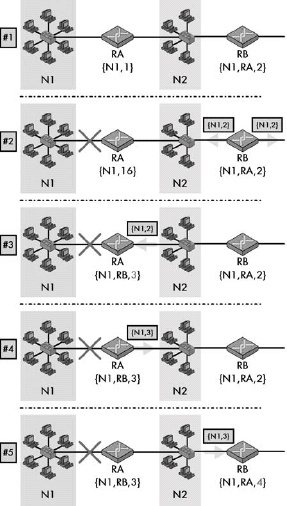 #1
RA
RB
N1
{N1,1}
N2
{N1,RA,2}
#2
{N1,2}
{N1,2}
RA
RB
N1
{N1,16}
N2
{N1,RA,2}
#3
{N1,2}
RA
RB
N1
{N1,RB,3}
N2
{N1,RA,2}
#4
{N1,3}
RA
RB
N1
{N1,RB,3}
N2
{N1,RA,2}
#5
{N1,3}
RA
RB
N1
{N1,RB,3}
N2
{N1,RA,4}